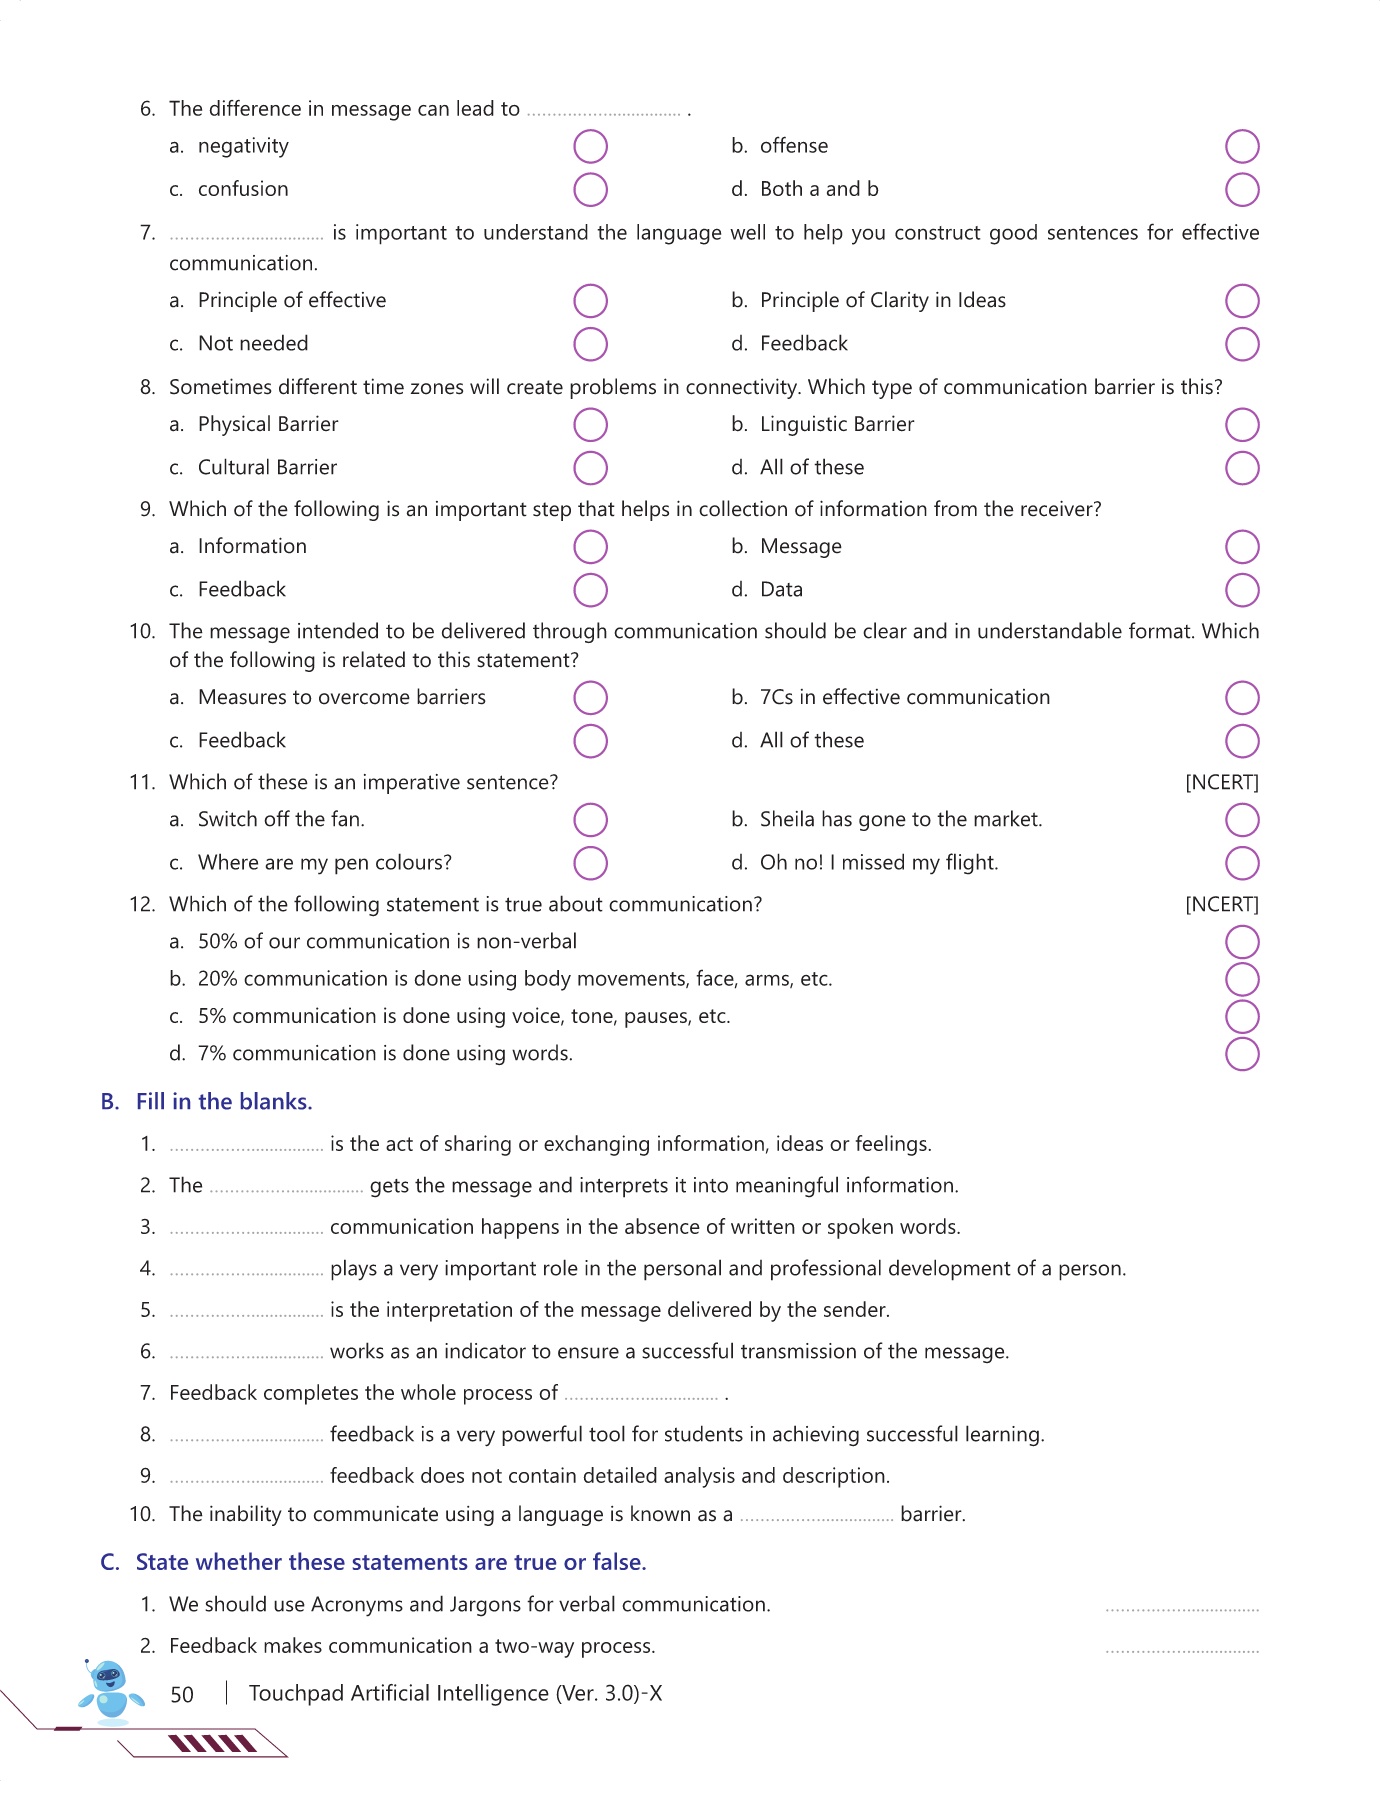 6. The difference in message can lead to .............................. .
a. negativity b. offense
c. confusion d. Both a and b
7. .............................. is important to understand the language well to help you construct good sentences for effective
communication.
a. Principle of effective b. Principle of Clarity in Ideas
c. Not needed d. Feedback
8. Sometimes different time zones will create problems in connectivity. Which type of communication barrier is this?
a. Physical Barrier b. Linguistic Barrier
c. Cultural Barrier d. All of these
9. Which of the following is an important step that helps in collection of information from the receiver?
a. Information b. Message
c. Feedback d. Data
10. The message intended to be delivered through communication should be clear and in understandable format. Which
of the following is related to this statement?
a. Measures to overcome barriers b. 7Cs in effective communication
c. Feedback d. All of these
11. Which of these is an imperative sentence? [NCERT]
a. Switch off the fan. b. Sheila has gone to the market.
c. Where are my pen colours? d. Oh no! I missed my flight.
12. Which of the following statement is true about communication? [NCERT]
a. 50% of our communication is non-verbal
b. 20% communication is done using body movements, face, arms, etc.
c. 5% communication is done using voice, tone, pauses, etc.
d. 7% communication is done using words.
B. Fill in the blanks.
1. .............................. is the act of sharing or exchanging information, ideas or feelings.
2. The .............................. gets the message and interprets it into meaningful information.
3. .............................. communication happens in the absence of written or spoken words.
4. .............................. plays a very important role in the personal and professional development of a person.
5. .............................. is the interpretation of the message delivered by the sender.
6. .............................. works as an indicator to ensure a successful transmission of the message.
7. Feedback completes the whole process of .............................. .
8. .............................. feedback is a very powerful tool for students in achieving successful learning.
9. .............................. feedback does not contain detailed analysis and description.
10. The inability to communicate using a language is known as a .............................. barrier.
C. State whether these statements are true or false.
1. We should use Acronyms and Jargons for verbal communication. ..............................
2. Feedback makes communication a two-way process. ..............................
50 | Touchpad Artificial Intelligence (Ver. 3.0)-X